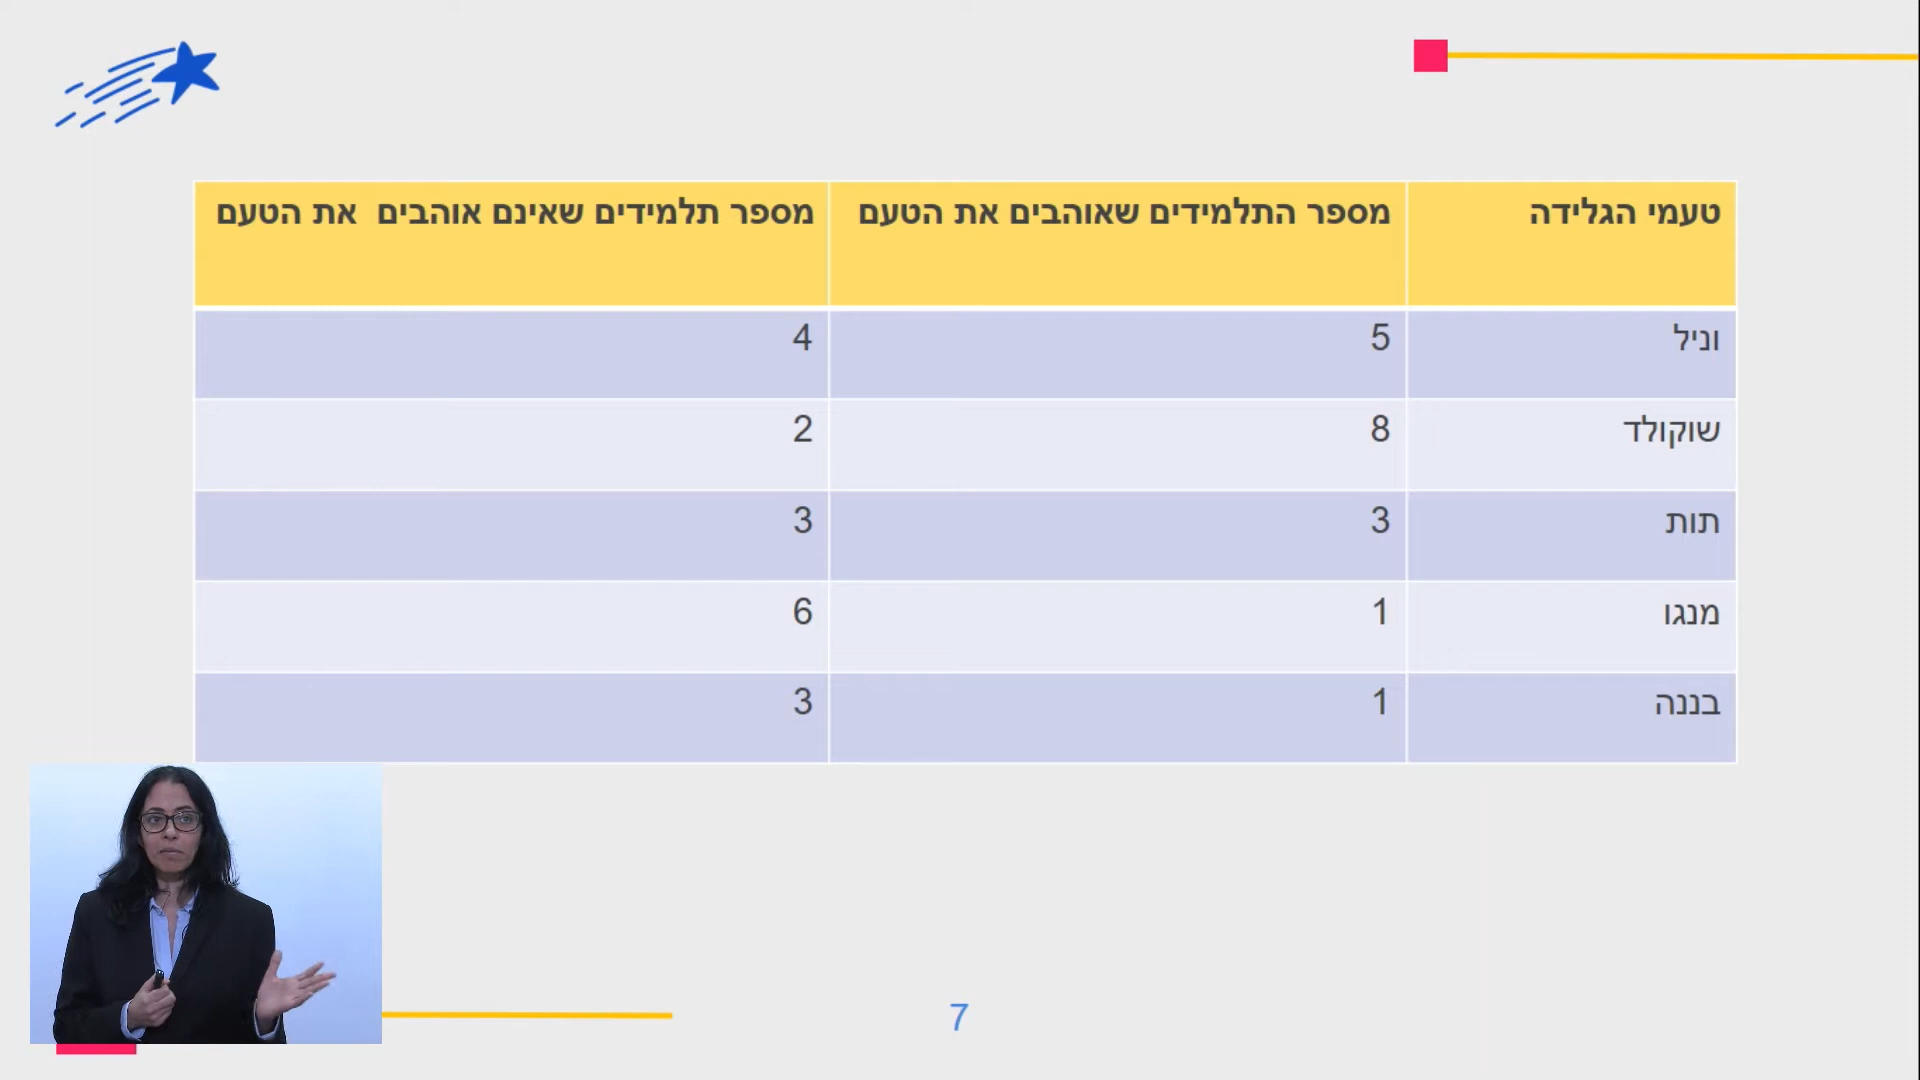 טעמי הגלידה מספר התלמידים שאוהבים את הטעם מספר תלמידים שאינם אוהבים את הטעם
וניל 5 4
שוקולד 8 2
תות 3 3
מנגו 1 6
בננה 1 3
7